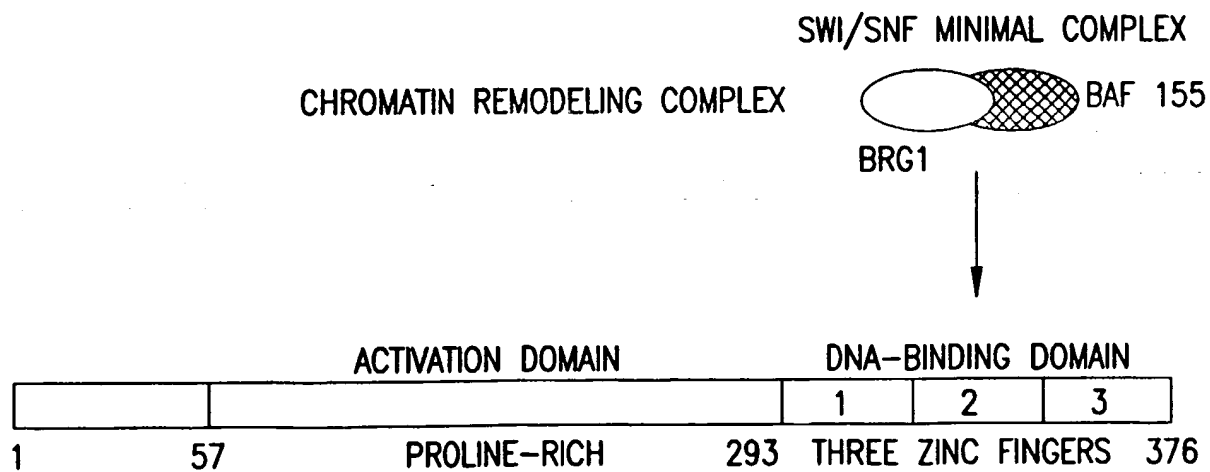 SWI/SNF MINIMAL COMPLEX
CHROMATIN REMODELING COMPLEX
BAF 155
BRG1
ACTIVATION DOMAIN
DNA-BINDING DOMAIN
1 2 3
1 57 PROLINE-RICH 293 THREE ZINC FINGERS 376